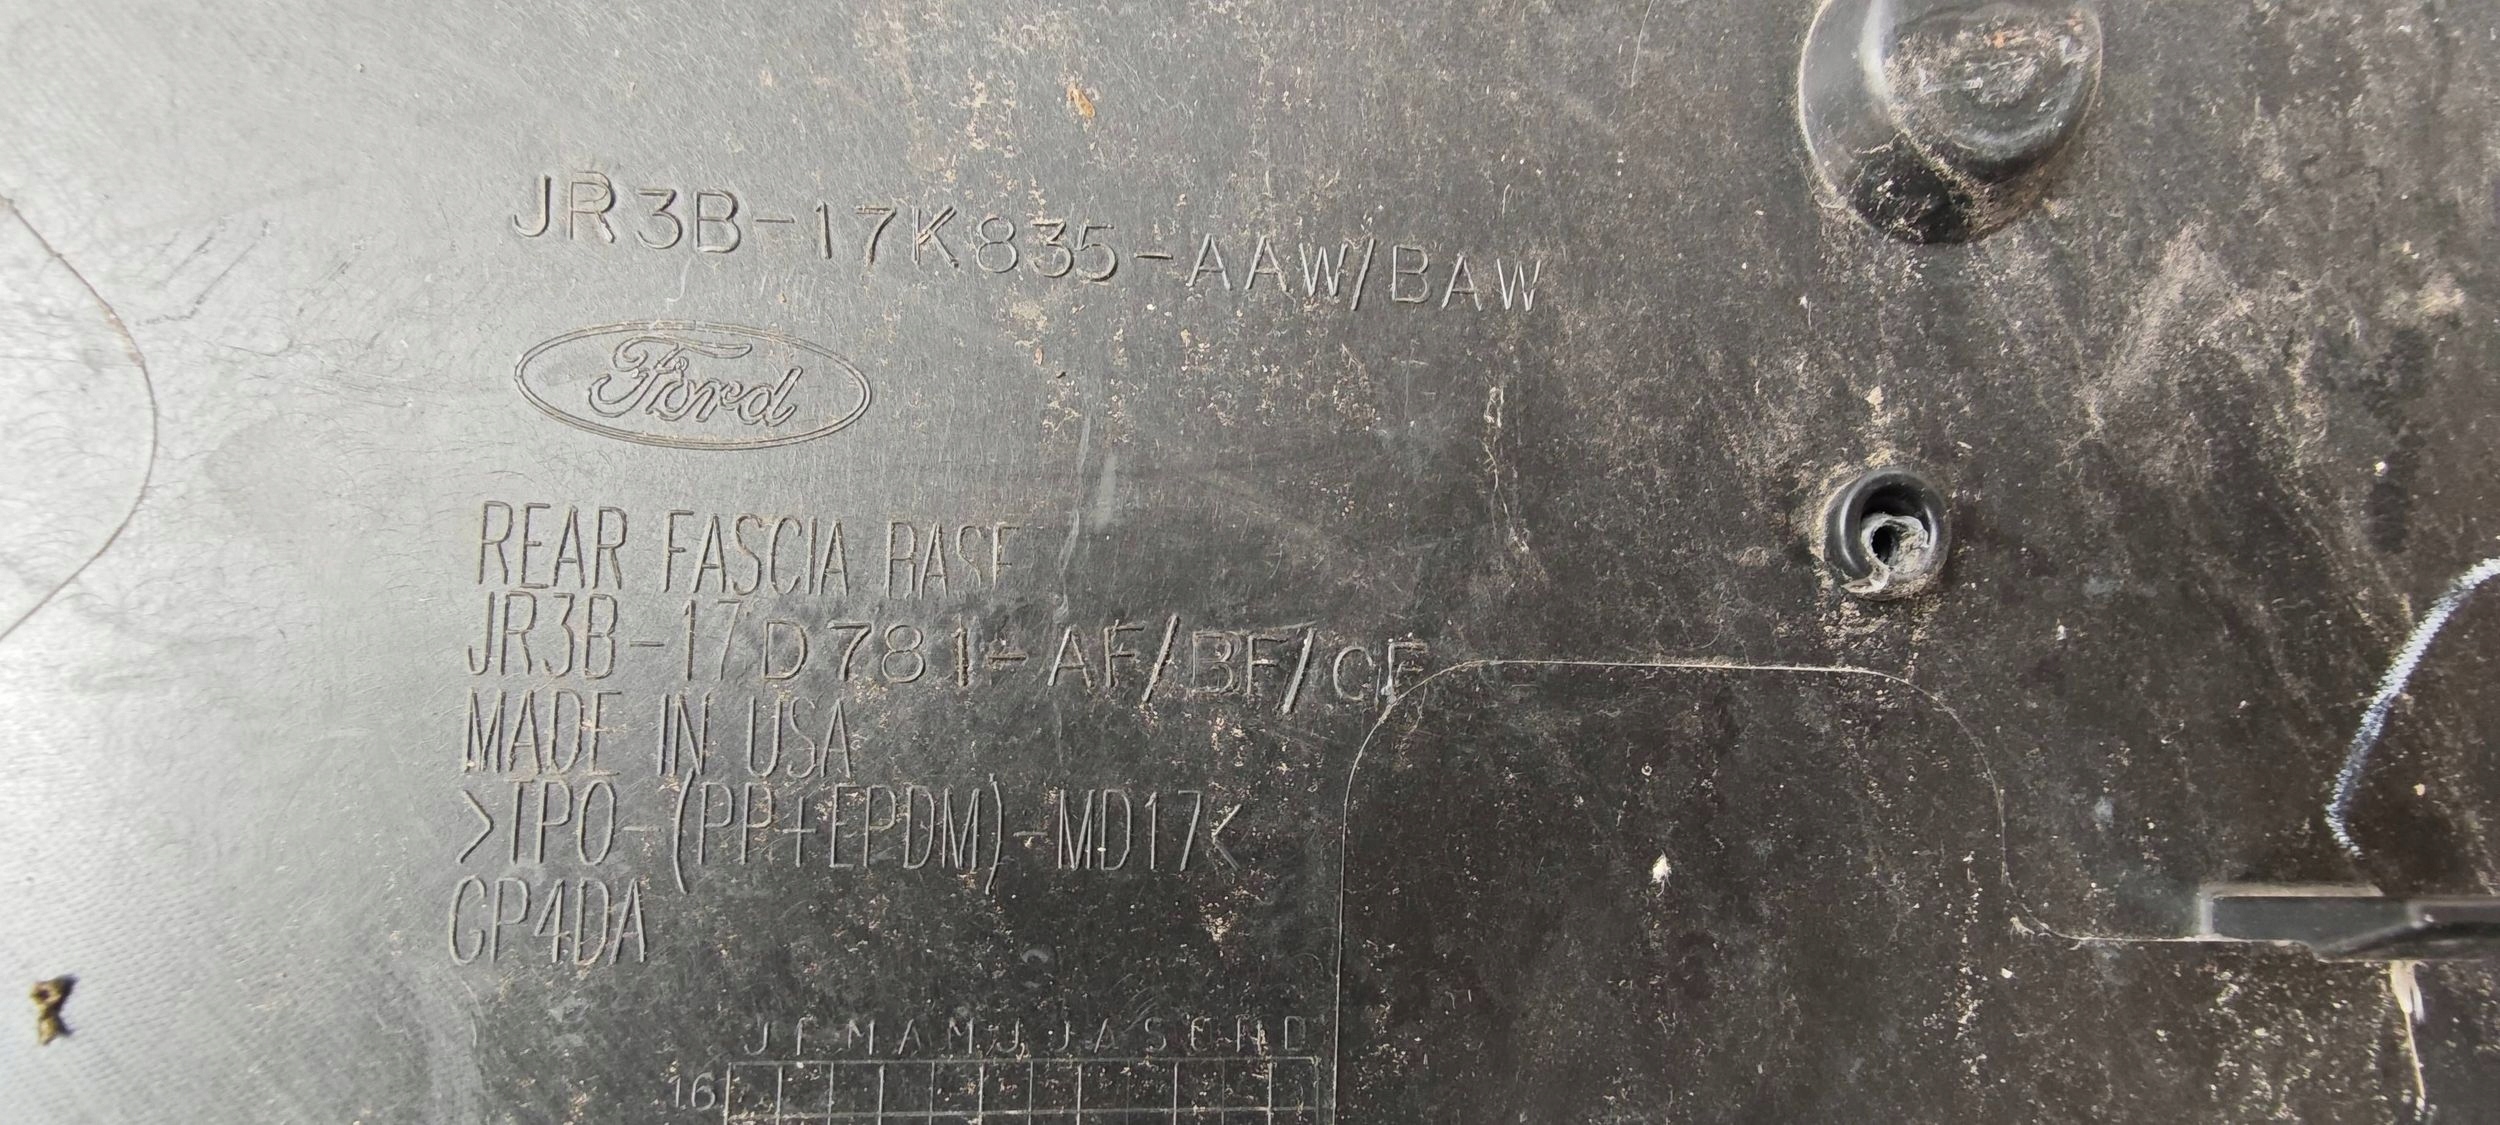 JR3B-17K835-AAW/BAW
Ford
REAR FASCIA BASE
JR3B-17D781-AF/BF/CF
MADE IN USA
>TPO-(PP+EPDM)-MD17<
GP4DA
J F M A M J J A S O N D
16